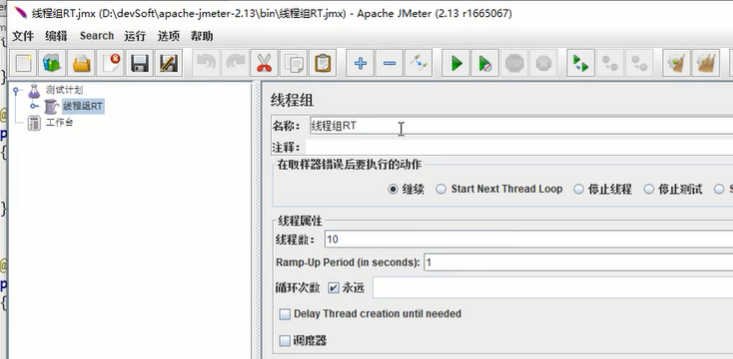 线程组RT.jmx (D:\devSoft\apache-jmeter-2.13\bin\线程组RT.jmx) - Apache JMeter (2.13 r1665067)
文件 编辑 Search 运行 选项 帮助
测试计划
线程组RT
工作台
线程组
名称： 线程组RT
注释：
在取样器错误后要执行的动作
继续 Start Next Thread Loop 停止线程 停止测试 S
线程属性
线程数： 10
Ramp-Up Period (in seconds): 1
循环次数 永远
Delay Thread creation until needed
调度器